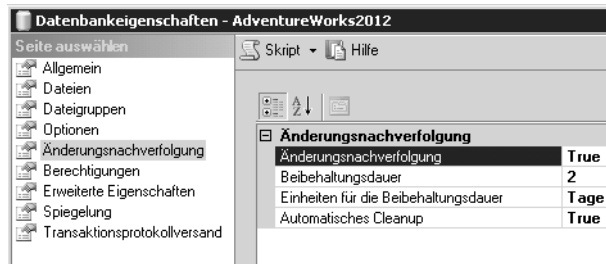 Datenbankeigenschaften - AdventureWorks2012
Seite auswählen
Allgemein
Dateien
Dateigruppen
Optionen
Änderungsnachverfolgung
Berechtigungen
Erweiterte Eigenschaften
Spiegelung
Transaktionsprotokollversand
Skript Hilfe
Änderungsnachverfolgung
Änderungsnachverfolgung True
Beibehaltungsdauer 2
Einheiten für die Beibehaltungsdauer Tage
Automatisches Cleanup True